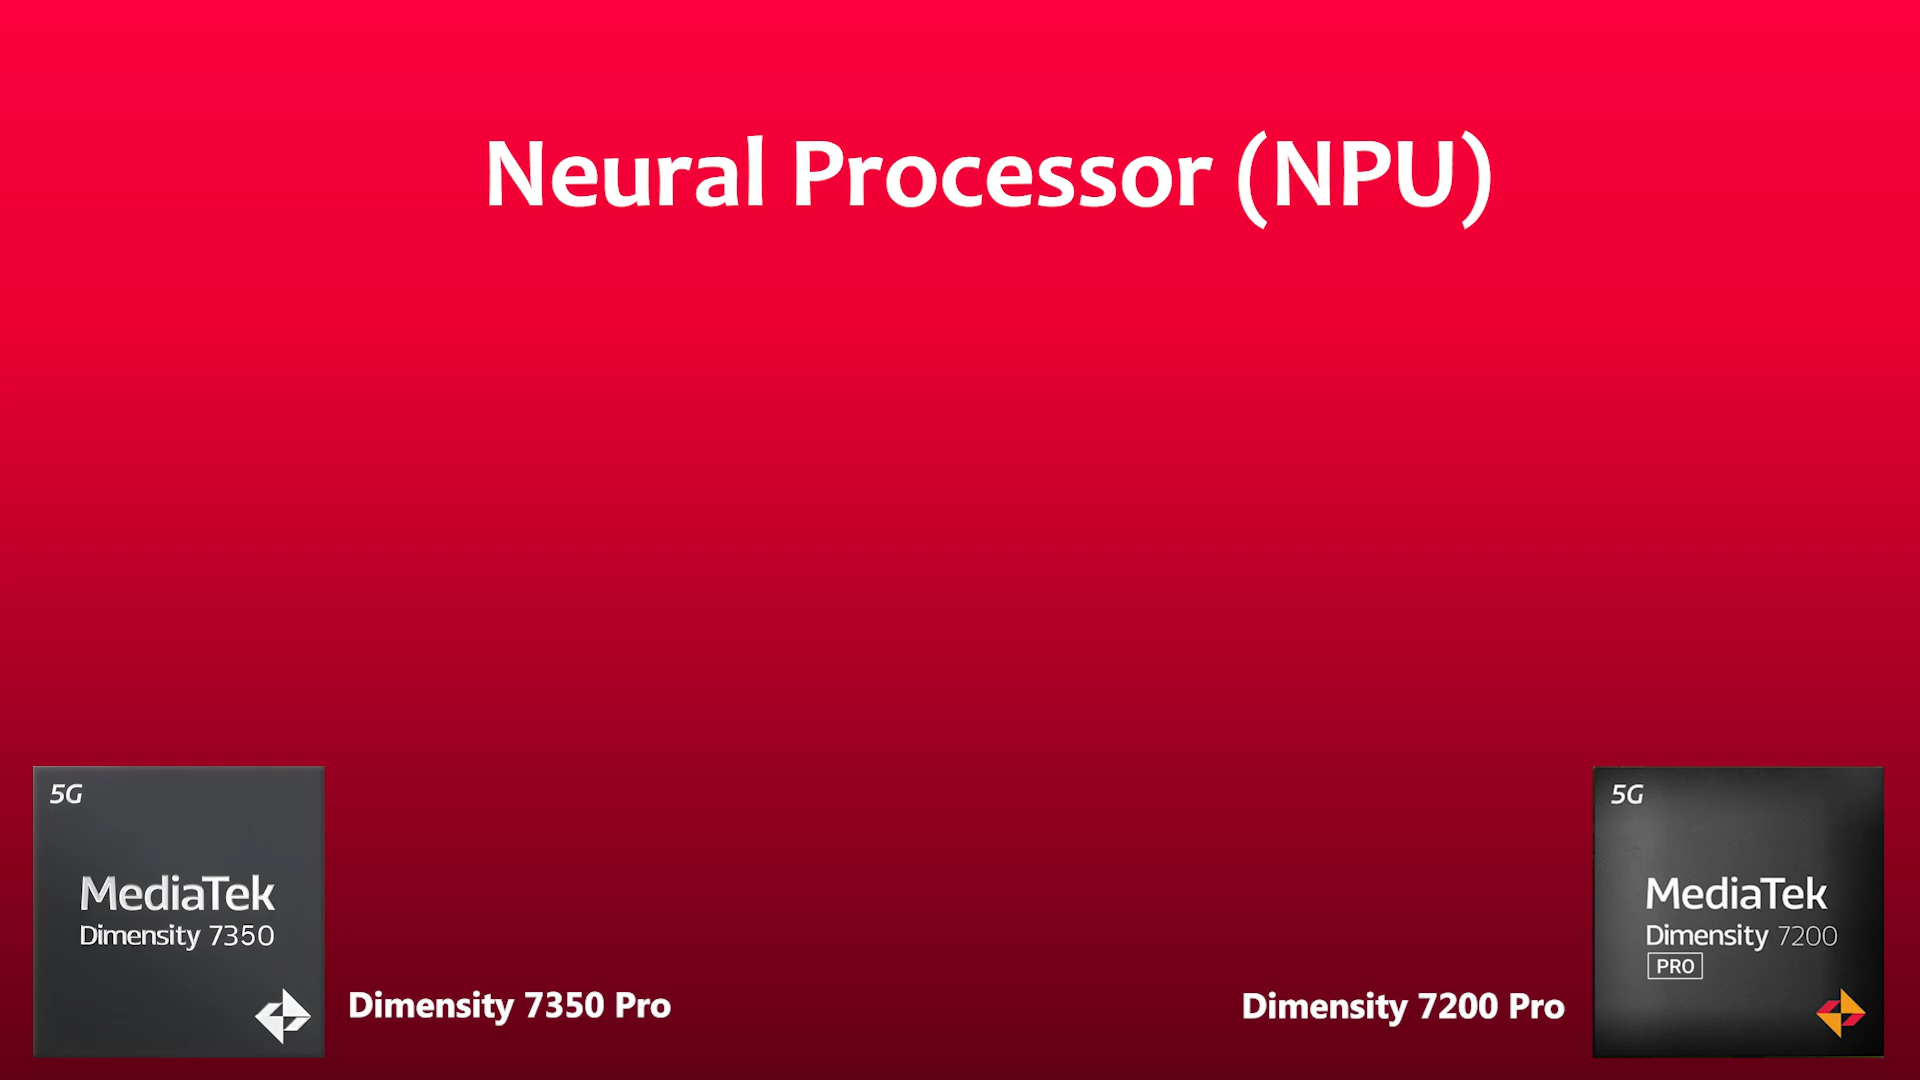 Neural Processor (NPU)
5G
MediaTek
Dimensity 7350
Dimensity 7350 Pro
Dimensity 7200 Pro
5G
MediaTek
Dimensity 7200
PRO